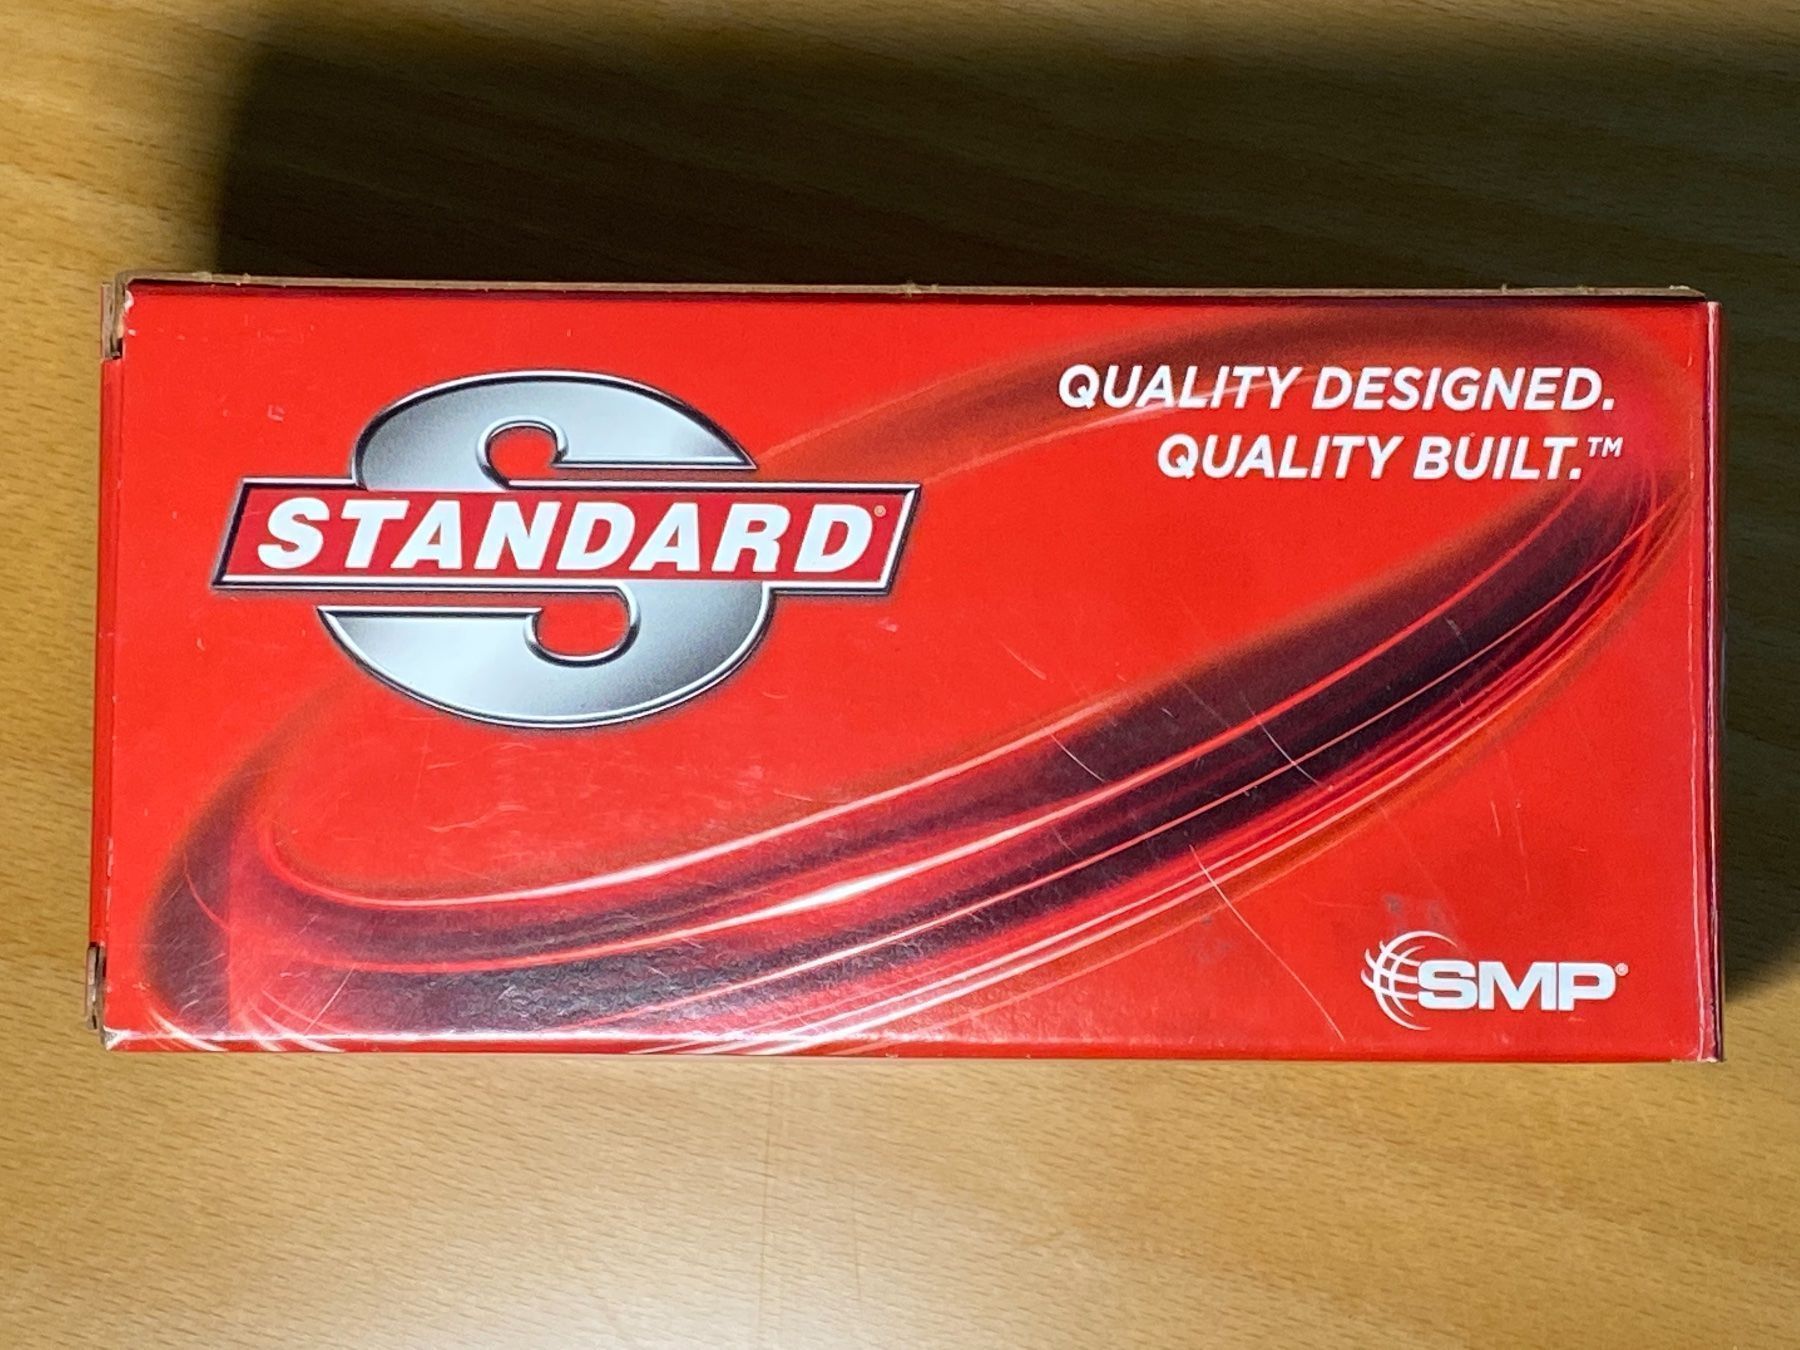 STANDARD®
QUALITY DESIGNED.
QUALITY BUILT.™
SMP®